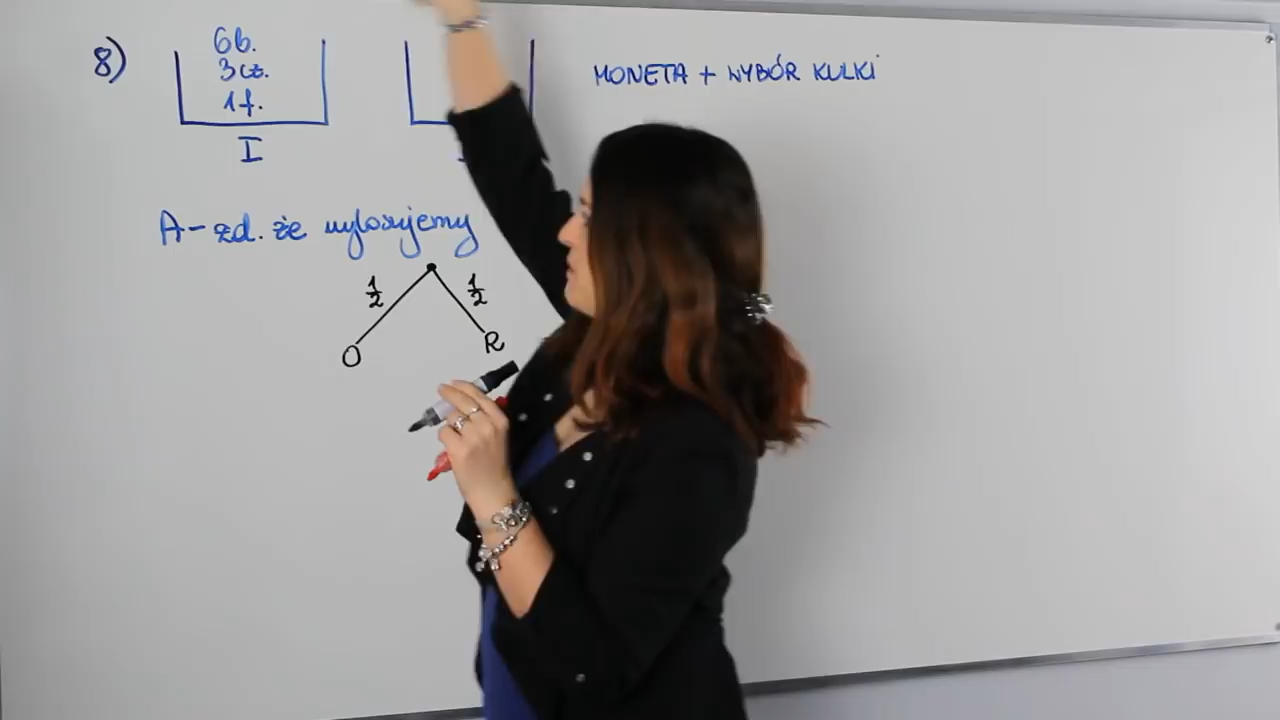 8)
6b.
3cz.
1f.
I
MONETA + WYBÓR KULKI
A - zd. że wylosujemy
1/2
1/2
O
R